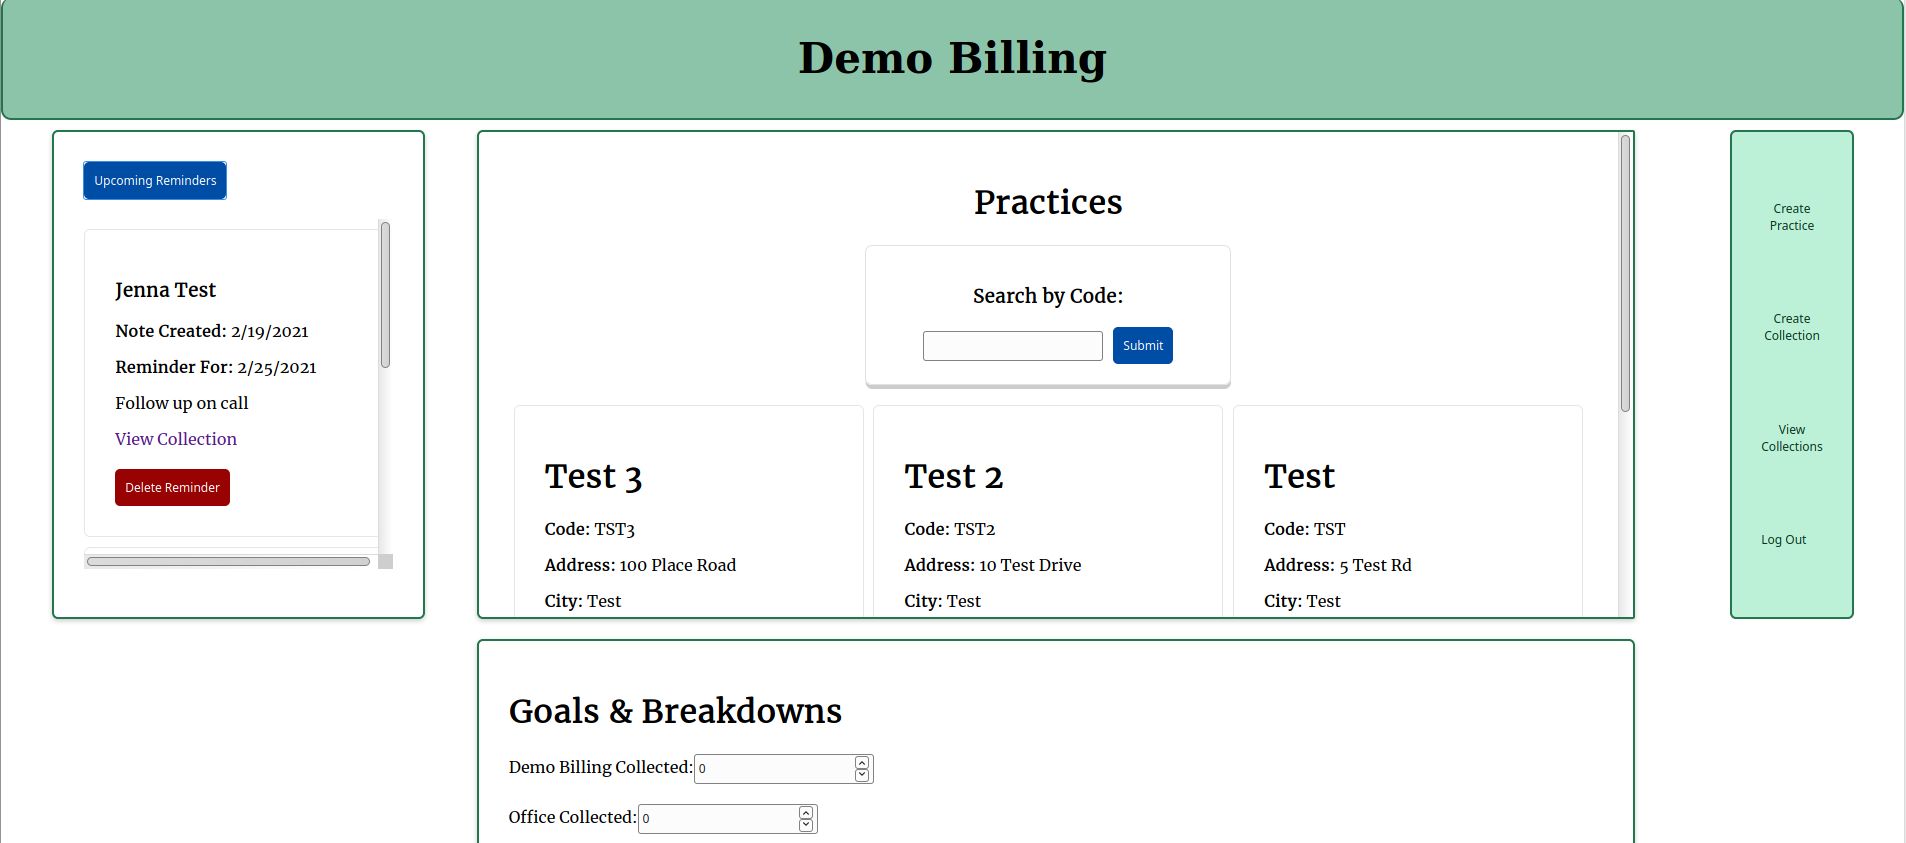 Demo Billing
Upcoming Reminders
Jenna Test
Note Created: 2/19/2021
Reminder For: 2/25/2021
Follow up on call
View Collection
Delete Reminder
Practices
Search by Code:
Submit
Test 3
Code: TST3
Address: 100 Place Road
City: Test
Test 2
Code: TST2
Address: 10 Test Drive
City: Test
Test
Code: TST
Address: 5 Test Rd
City: Test
Goals & Breakdowns
Demo Billing Collected: 0
Office Collected: 0
Create
Practice
Create
Collection
View
Collections
Log Out